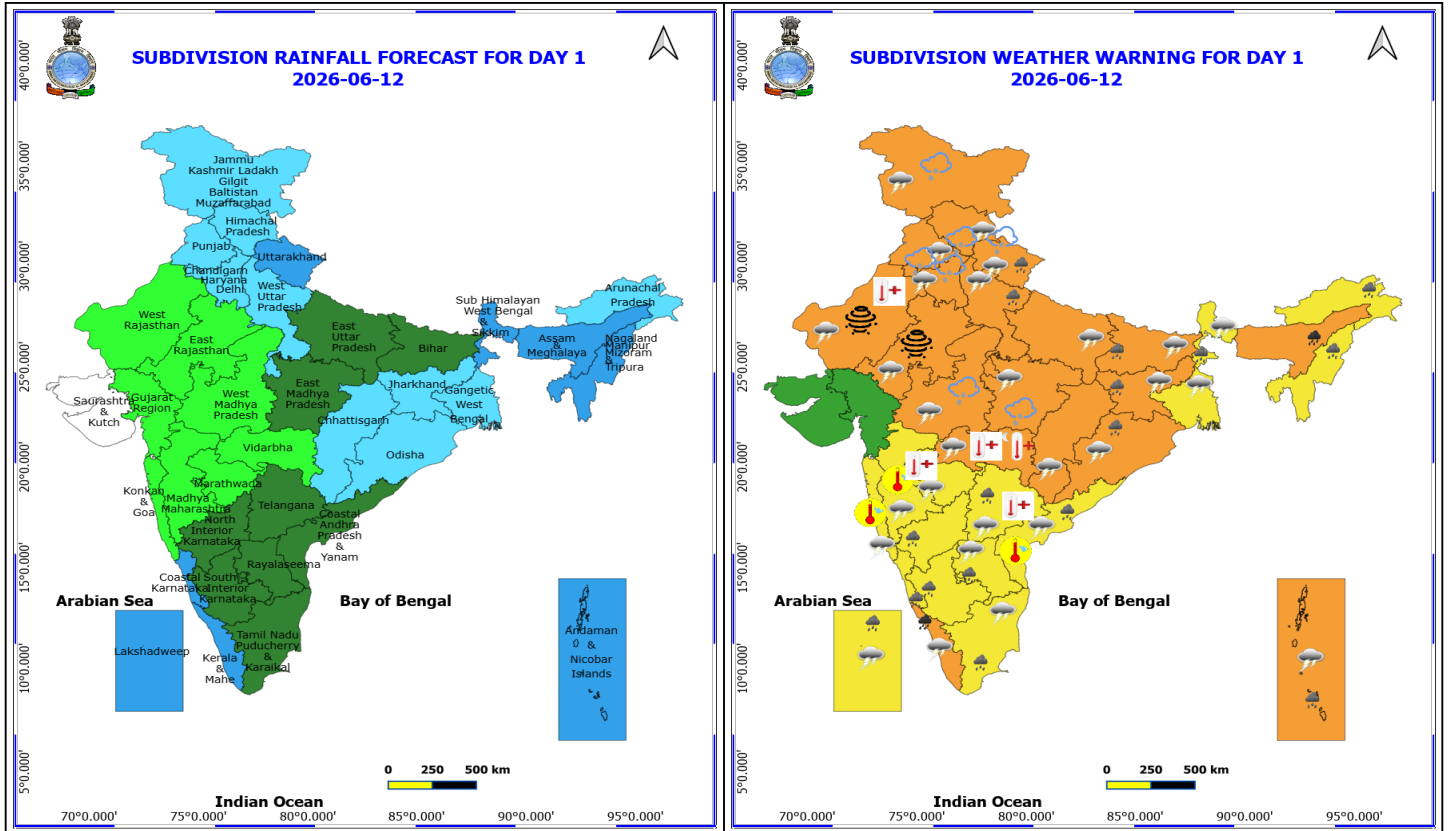 SUBDIVISION RAINFALL FORECAST FOR DAY 1
2026-06-12
40°0.000'
35°0.000'
30°0.000'
25°0.000'
20°0.000'
15°0.000'
10°0.000'
5°0.000'
Jammu
Kashmir Ladakh
Gilgit
Baltistan
Muzaffarabad
Himachal
Pradesh
Punjab
Uttarakhand
Chandigarh
Haryana
Delhi
West
Uttar
Pradesh
Arunachal
Pradesh
West
Rajasthan
East
Rajasthan
East
Uttar
Pradesh
Bihar
Sub Himalayan
West Bengal
&
Sikkim
Assam
&
Meghalaya
Nagaland
Manipur
Mizoram
&
Tripura
Saurashtra
&
Kutch
Gujarat
Region
West
Madhya
Pradesh
East
Madhya
Pradesh
Jharkhand
Gangetic
West
Bengal
Chhattisgarh
Odisha
Vidarbha
Konkan
&
Goa
Madhya
Maharashtra
Marathwada
Telangana
North
Interior
Karnataka
Coastal
Andhra
Pradesh
&
Yanam
Rayalaseema
Coastal
Karnataka
South
Interior
Karnataka
Tamil Nadu
Puducherry
&
Karaikal
Kerala
&
Mahe
Lakshadweep
Andaman
&
Nicobar
Islands
Arabian Sea
Bay of Bengal
0 250 500 km
Indian Ocean
70°0.000' 75°0.000' 80°0.000' 85°0.000' 90°0.000' 95°0.000'
SUBDIVISION WEATHER WARNING FOR DAY 1
2026-06-12
40°0.000'
35°0.000'
30°0.000'
25°0.000'
20°0.000'
15°0.000'
10°0.000'
5°0.000'
Arabian Sea
Bay of Bengal
0 250 500 km
Indian Ocean
70°0.000' 75°0.000' 80°0.000' 85°0.000' 90°0.000' 95°0.000'